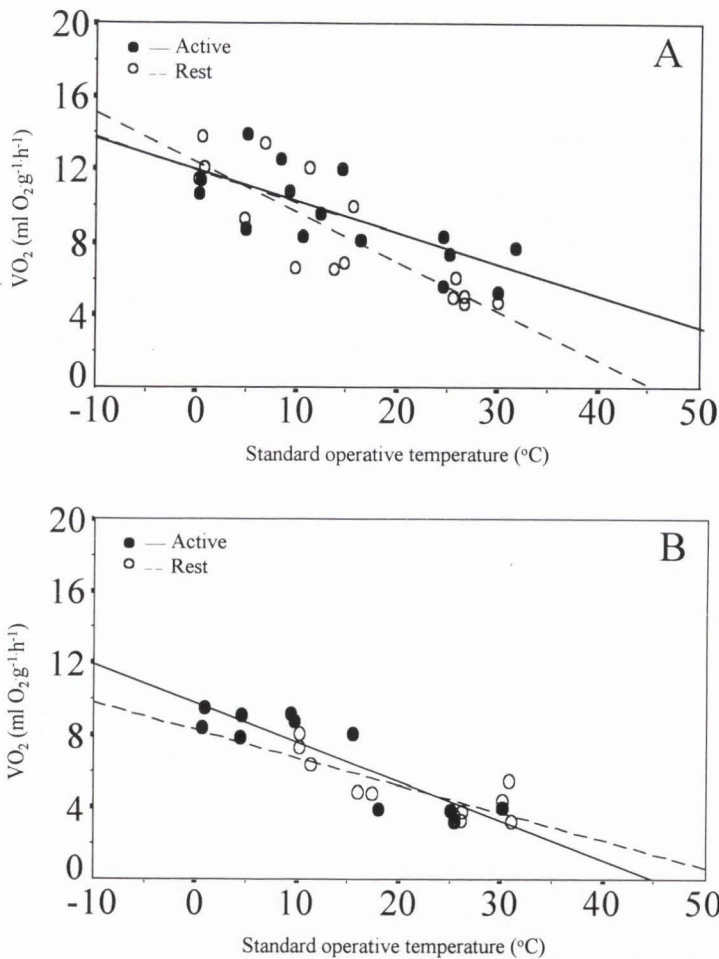 20
16
12
8
4
0
-10 0 10 20 30 40 50
VO₂ (ml O₂·g⁻¹·h⁻¹)
Active
Rest
A
Standard operative temperature (°C)
20
16
12
8
4
0
-10 0 10 20 30 40 50
VO₂ (ml O₂·g⁻¹·h⁻¹)
Active
Rest
B
Standard operative temperature (°C)